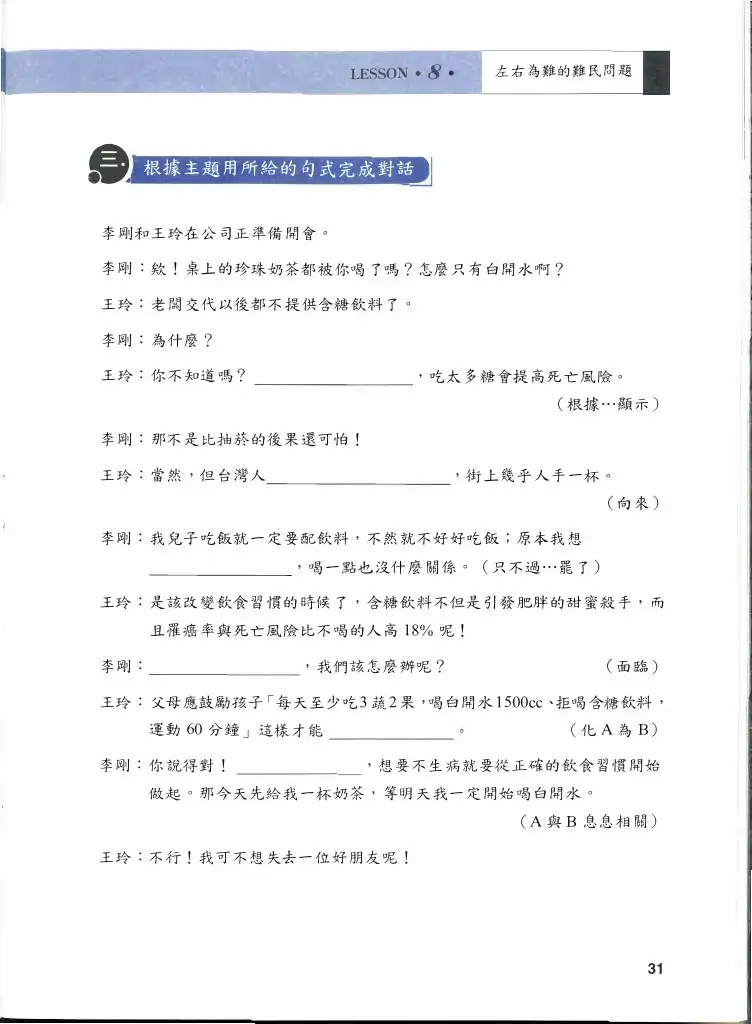 LESSON • 8 •
左右為難的難民問題
三.
根據主題用所給的句式完成對話
李剛和王玲在公司正準備開會。
李剛：欸！桌上的珍珠奶茶都被你喝了嗎？怎麼只有白開水啊？
王玲：老闆交代以後都不提供含糖飲料了。
李剛：為什麼？
王玲：你不知道嗎？____________________，吃太多糖會提高死亡風險。
（根據…顯示）
李剛：那不是比抽菸的後果還可怕！
王玲：當然，但台灣人_______________________，街上幾乎人手一杯。
（向來）
李剛：我兒子吃飯就一定要配飲料，不然就不好好吃飯；原本我想
__________________，喝一點也沒什麼關係。（只不過…罷了）
王玲：是該改變飲食習慣的時候了，含糖飲料不但是引發肥胖的甜蜜殺手，而
且罹癌率與死亡風險比不喝的人高 18% 呢！
李剛：___________________，我們該怎麼辦呢？（面臨）
王玲：父母應鼓勵孩子「每天至少吃3蔬2果，喝白開水1500cc、拒喝含糖飲料，
運動 60 分鐘」這樣才能 ________________。（化 A 為 B）
李剛：你說得對！ ________________，想要不生病就要從正確的飲食習慣開始
做起。那今天先給我一杯奶茶，等明天我一定開始喝白開水。
（A 與 B 息息相關）
王玲：不行！我可不想失去一位好朋友呢！
31